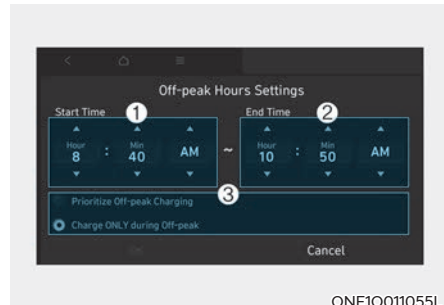 Off-peak Hours Settings
Start Time ① End Time ②
Hour Min Hour Min
8 : 40 AM ~ 10 : 50 AM
③
Prioritize Off-peak Charging
Charge ONLY during Off-peak
Cancel
ONE1Q011055L